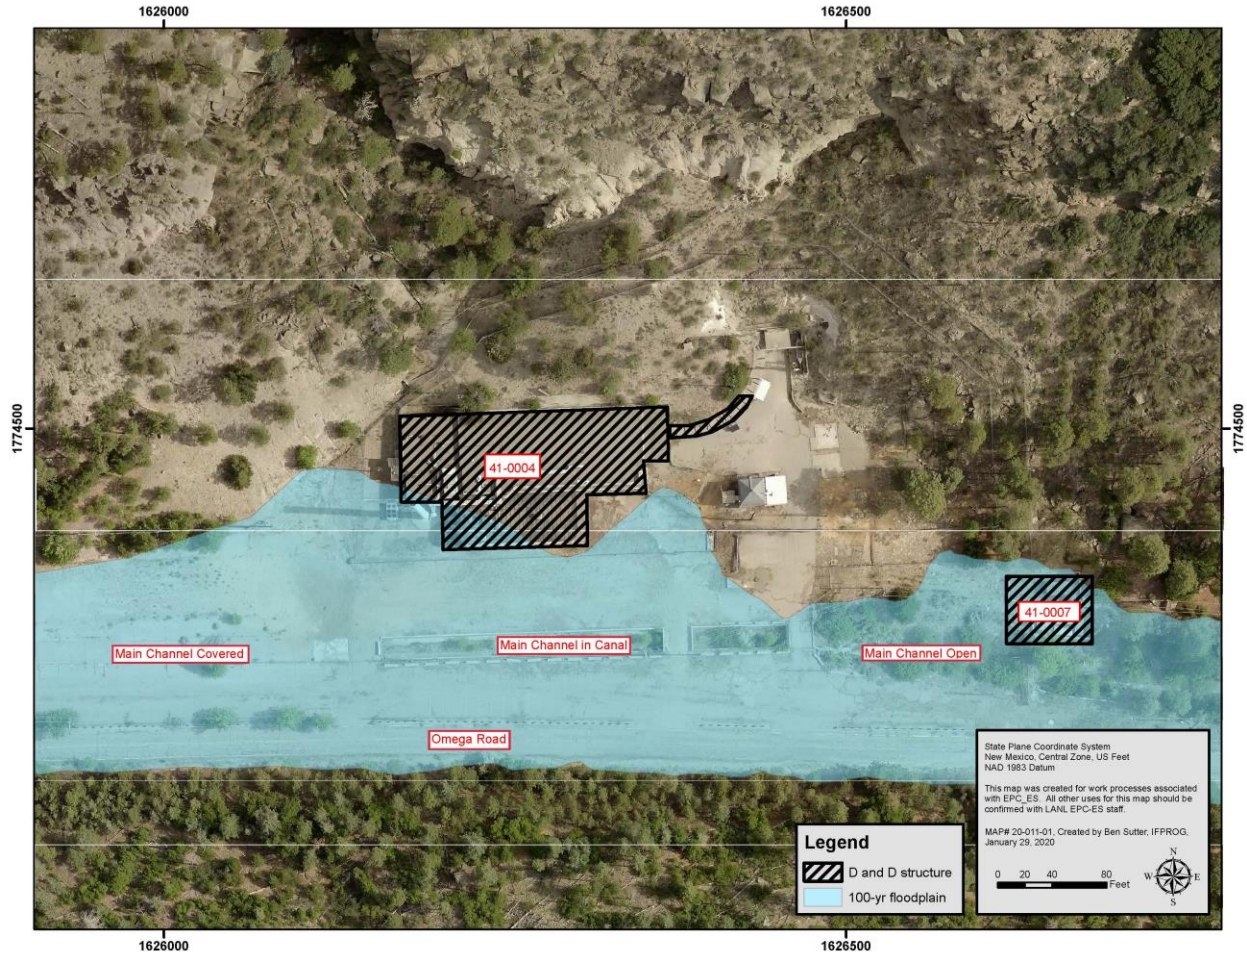 1626000
1626500
1774500
1774500
41-0004
41-0007
Main Channel Covered
Main Channel in Canal
Main Channel Open
Omega Road
State Plane Coordinate System
New Mexico, Central Zone, US Feet
NAD 1983 Datum
This map was created for work processes associated
with EPC_ES. All other uses for this map should be
confirmed with LANL EPC-ES staff.
MAP# 20-011-01, Created by Ben Sutter, IFPROG,
January 29, 2020
0 20 40 80
Feet
N
W E
S
Legend
D and D structure
100-yr floodplain
1626000
1626500